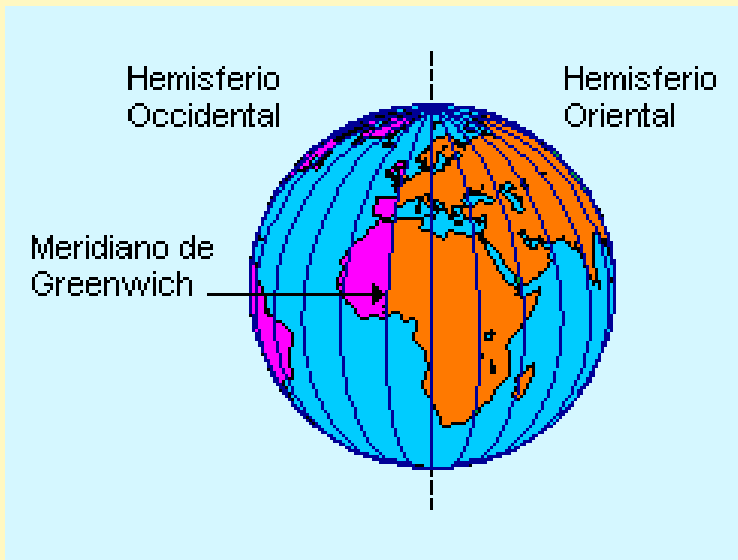 Hemisferio
Occidental
Hemisferio
Oriental
Meridiano de
Greenwich